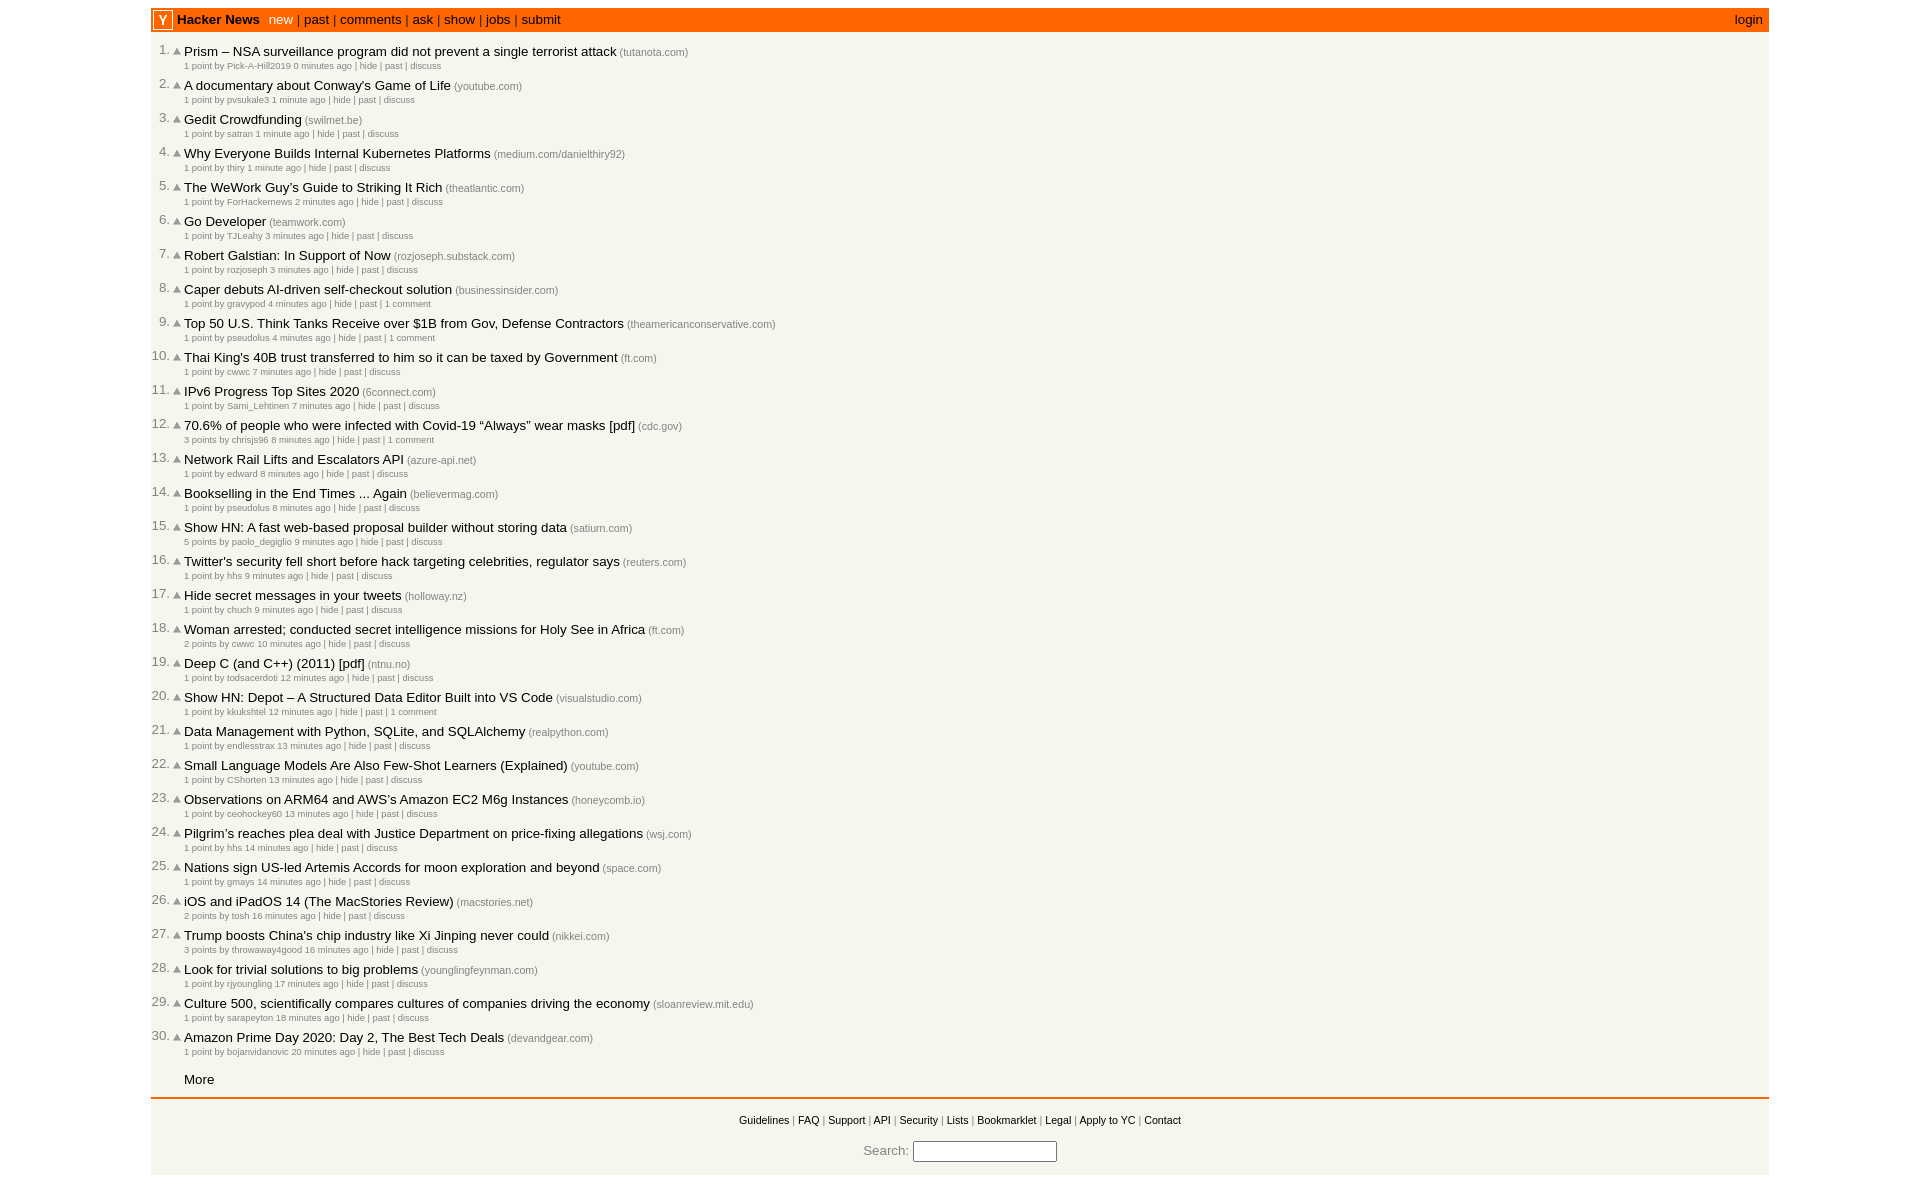 Y Hacker News new | past | comments | ask | show | jobs | submit login
1. Prism – NSA surveillance program did not prevent a single terrorist attack (tutanota.com)
1 point by Pick-A-Hill2019 0 minutes ago | hide | past | discuss
2. A documentary about Conway's Game of Life (youtube.com)
1 point by pvsukale3 1 minute ago | hide | past | discuss
3. Gedit Crowdfunding (swilmet.be)
1 point by satran 1 minute ago | hide | past | discuss
4. Why Everyone Builds Internal Kubernetes Platforms (medium.com/danielthiry92)
1 point by thiry 1 minute ago | hide | past | discuss
5. The WeWork Guy’s Guide to Striking It Rich (theatlantic.com)
1 point by ForHackernews 2 minutes ago | hide | past | discuss
6. Go Developer (teamwork.com)
1 point by TJLeahy 3 minutes ago | hide | past | discuss
7. Robert Galstian: In Support of Now (rozjoseph.substack.com)
1 point by rozjoseph 3 minutes ago | hide | past | discuss
8. Caper debuts AI-driven self-checkout solution (businessinsider.com)
1 point by gravypod 4 minutes ago | hide | past | 1 comment
9. Top 50 U.S. Think Tanks Receive over $1B from Gov, Defense Contractors (theamericanconservative.com)
1 point by pseudolus 4 minutes ago | hide | past | 1 comment
10. Thai King's 40B trust transferred to him so it can be taxed by Government (ft.com)
1 point by cwwc 7 minutes ago | hide | past | discuss
11. IPv6 Progress Top Sites 2020 (6connect.com)
1 point by Sami_Lehtinen 7 minutes ago | hide | past | discuss
12. 70.6% of people who were infected with Covid-19 “Always” wear masks [pdf] (cdc.gov)
3 points by chrisjs96 8 minutes ago | hide | past | 1 comment
13. Network Rail Lifts and Escalators API (azure-api.net)
1 point by edward 8 minutes ago | hide | past | discuss
14. Bookselling in the End Times ... Again (believermag.com)
1 point by pseudolus 8 minutes ago | hide | past | discuss
15. Show HN: A fast web-based proposal builder without storing data (satiurn.com)
5 points by paolo_degiglio 9 minutes ago | hide | past | discuss
16. Twitter's security fell short before hack targeting celebrities, regulator says (reuters.com)
1 point by hhs 9 minutes ago | hide | past | discuss
17. Hide secret messages in your tweets (holloway.nz)
1 point by chuch 9 minutes ago | hide | past | discuss
18. Woman arrested; conducted secret intelligence missions for Holy See in Africa (ft.com)
2 points by cwwc 10 minutes ago | hide | past | discuss
19. Deep C (and C++) (2011) [pdf] (ntnu.no)
1 point by todsacerdoti 12 minutes ago | hide | past | discuss
20. Show HN: Depot – A Structured Data Editor Built into VS Code (visualstudio.com)
1 point by kkukshtel 12 minutes ago | hide | past | 1 comment
21. Data Management with Python, SQLite, and SQLAlchemy (realpython.com)
1 point by endlesstrax 13 minutes ago | hide | past | discuss
22. Small Language Models Are Also Few-Shot Learners (Explained) (youtube.com)
1 point by CShorten 13 minutes ago | hide | past | discuss
23. Observations on ARM64 and AWS’s Amazon EC2 M6g Instances (honeycomb.io)
1 point by ceohockey60 13 minutes ago | hide | past | discuss
24. Pilgrim’s reaches plea deal with Justice Department on price-fixing allegations (wsj.com)
1 point by hhs 14 minutes ago | hide | past | discuss
25. Nations sign US-led Artemis Accords for moon exploration and beyond (space.com)
1 point by gmays 14 minutes ago | hide | past | discuss
26. iOS and iPadOS 14 (The MacStories Review) (macstories.net)
2 points by tosh 16 minutes ago | hide | past | discuss
27. Trump boosts China's chip industry like Xi Jinping never could (nikkei.com)
3 points by throwaway4good 16 minutes ago | hide | past | discuss
28. Look for trivial solutions to big problems (younglingfeynman.com)
1 point by rjyoungling 17 minutes ago | hide | past | discuss
29. Culture 500, scientifically compares cultures of companies driving the economy (sloanreview.mit.edu)
1 point by sarapeyton 18 minutes ago | hide | past | discuss
30. Amazon Prime Day 2020: Day 2, The Best Tech Deals (devandgear.com)
1 point by bojanvidanovic 20 minutes ago | hide | past | discuss
More
Guidelines | FAQ | Support | API | Security | Lists | Bookmarklet | Legal | Apply to YC | Contact
Search: